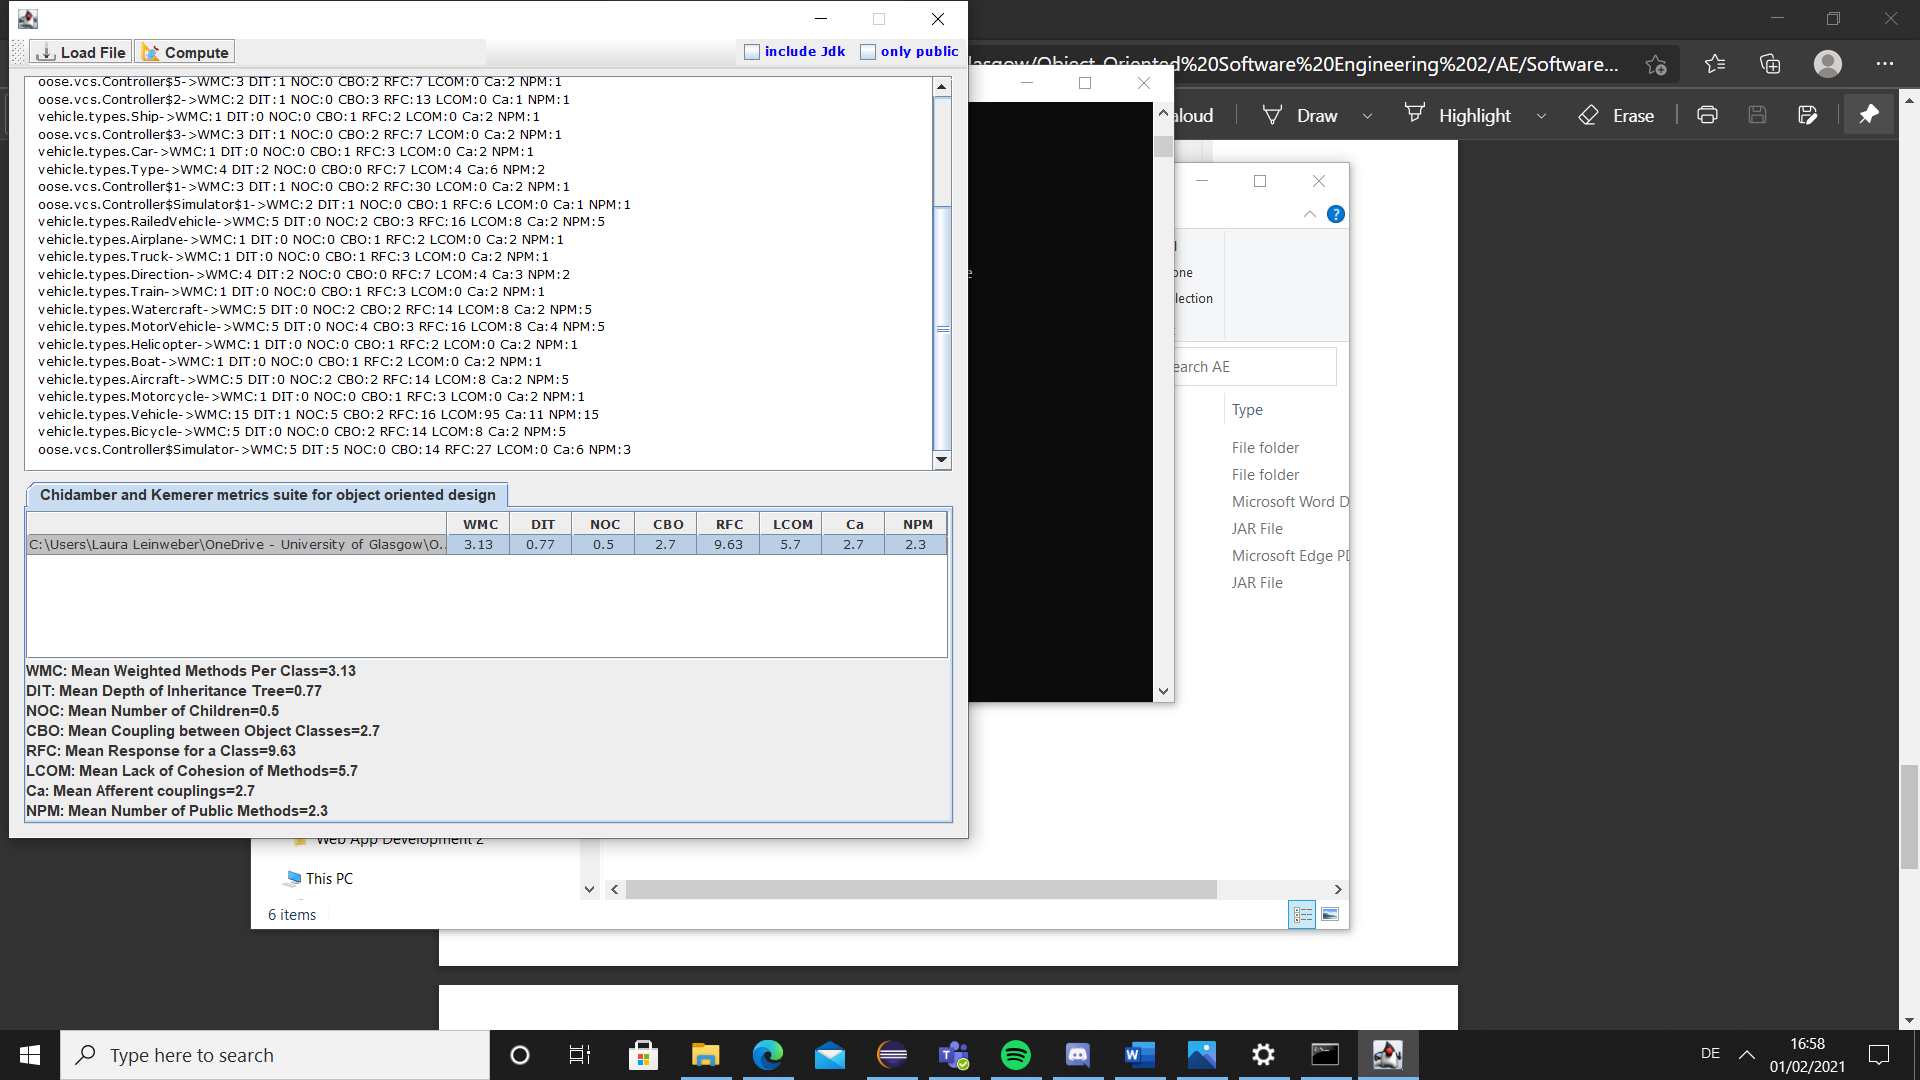 Load File
Compute
include Jdk
only public
oose.vcs.Controller$5->WMC:3 DIT:1 NOC:0 CBO:2 RFC:7 LCOM:0 Ca:2 NPM:1
oose.vcs.Controller$2->WMC:2 DIT:1 NOC:0 CBO:3 RFC:13 LCOM:0 Ca:1 NPM:1
vehicle.types.Ship->WMC:1 DIT:0 NOC:0 CBO:1 RFC:2 LCOM:0 Ca:2 NPM:1
oose.vcs.Controller$3->WMC:3 DIT:1 NOC:0 CBO:2 RFC:7 LCOM:0 Ca:2 NPM:1
vehicle.types.Car->WMC:1 DIT:0 NOC:0 CBO:1 RFC:3 LCOM:0 Ca:2 NPM:1
vehicle.types.Type->WMC:4 DIT:2 NOC:0 CBO:0 RFC:7 LCOM:4 Ca:6 NPM:2
oose.vcs.Controller$1->WMC:3 DIT:1 NOC:0 CBO:2 RFC:30 LCOM:0 Ca:2 NPM:1
oose.vcs.Controller$Simulator$1->WMC:2 DIT:1 NOC:0 CBO:1 RFC:6 LCOM:0 Ca:1 NPM:1
vehicle.types.RailedVehicle->WMC:5 DIT:0 NOC:2 CBO:3 RFC:16 LCOM:8 Ca:2 NPM:5
vehicle.types.Airplane->WMC:1 DIT:0 NOC:0 CBO:1 RFC:2 LCOM:0 Ca:2 NPM:1
vehicle.types.Truck->WMC:1 DIT:0 NOC:0 CBO:1 RFC:3 LCOM:0 Ca:2 NPM:1
vehicle.types.Direction->WMC:4 DIT:2 NOC:0 CBO:0 RFC:7 LCOM:4 Ca:3 NPM:2
vehicle.types.Train->WMC:1 DIT:0 NOC:0 CBO:1 RFC:3 LCOM:0 Ca:2 NPM:1
vehicle.types.Watercraft->WMC:5 DIT:0 NOC:2 CBO:2 RFC:14 LCOM:8 Ca:2 NPM:5
vehicle.types.MotorVehicle->WMC:5 DIT:0 NOC:4 CBO:3 RFC:16 LCOM:8 Ca:4 NPM:5
vehicle.types.Helicopter->WMC:1 DIT:0 NOC:0 CBO:1 RFC:2 LCOM:0 Ca:2 NPM:1
vehicle.types.Boat->WMC:1 DIT:0 NOC:0 CBO:1 RFC:2 LCOM:0 Ca:2 NPM:1
vehicle.types.Aircraft->WMC:5 DIT:0 NOC:2 CBO:2 RFC:14 LCOM:8 Ca:2 NPM:5
vehicle.types.Motorcycle->WMC:1 DIT:0 NOC:0 CBO:1 RFC:3 LCOM:0 Ca:2 NPM:1
vehicle.types.Vehicle->WMC:15 DIT:1 NOC:5 CBO:2 RFC:16 LCOM:95 Ca:11 NPM:15
vehicle.types.Bicycle->WMC:5 DIT:0 NOC:0 CBO:2 RFC:14 LCOM:8 Ca:2 NPM:5
oose.vcs.Controller$Simulator->WMC:5 DIT:5 NOC:0 CBO:14 RFC:27 LCOM:0 Ca:6 NPM:3
Chidamber and Kemerer metrics suite for object oriented design
WMC DIT NOC CBO RFC LCOM Ca NPM
C:\Users\Laura Leinweber\OneDrive - University of Glasgow\O... 3.13 0.77 0.5 2.7 9.63 5.7 2.7 2.3
WMC: Mean Weighted Methods Per Class=3.13
DIT: Mean Depth of Inheritance Tree=0.77
NOC: Mean Number of Children=0.5
CBO: Mean Coupling between Object Classes=2.7
RFC: Mean Response for a Class=9.63
LCOM: Mean Lack of Cohesion of Methods=5.7
Ca: Mean Afferent couplings=2.7
NPM: Mean Number of Public Methods=2.3
asgow/Object-Oriented%20Software%20Engineering%202/AE/Software...
aloud
Draw
Highlight
Erase
?
one
lection
earch AE
Type
File folder
File folder
Microsoft Word D
JAR File
Microsoft Edge PD
JAR File
Web App Development 2
This PC
6 items
Type here to search
DE
16:58
01/02/2021